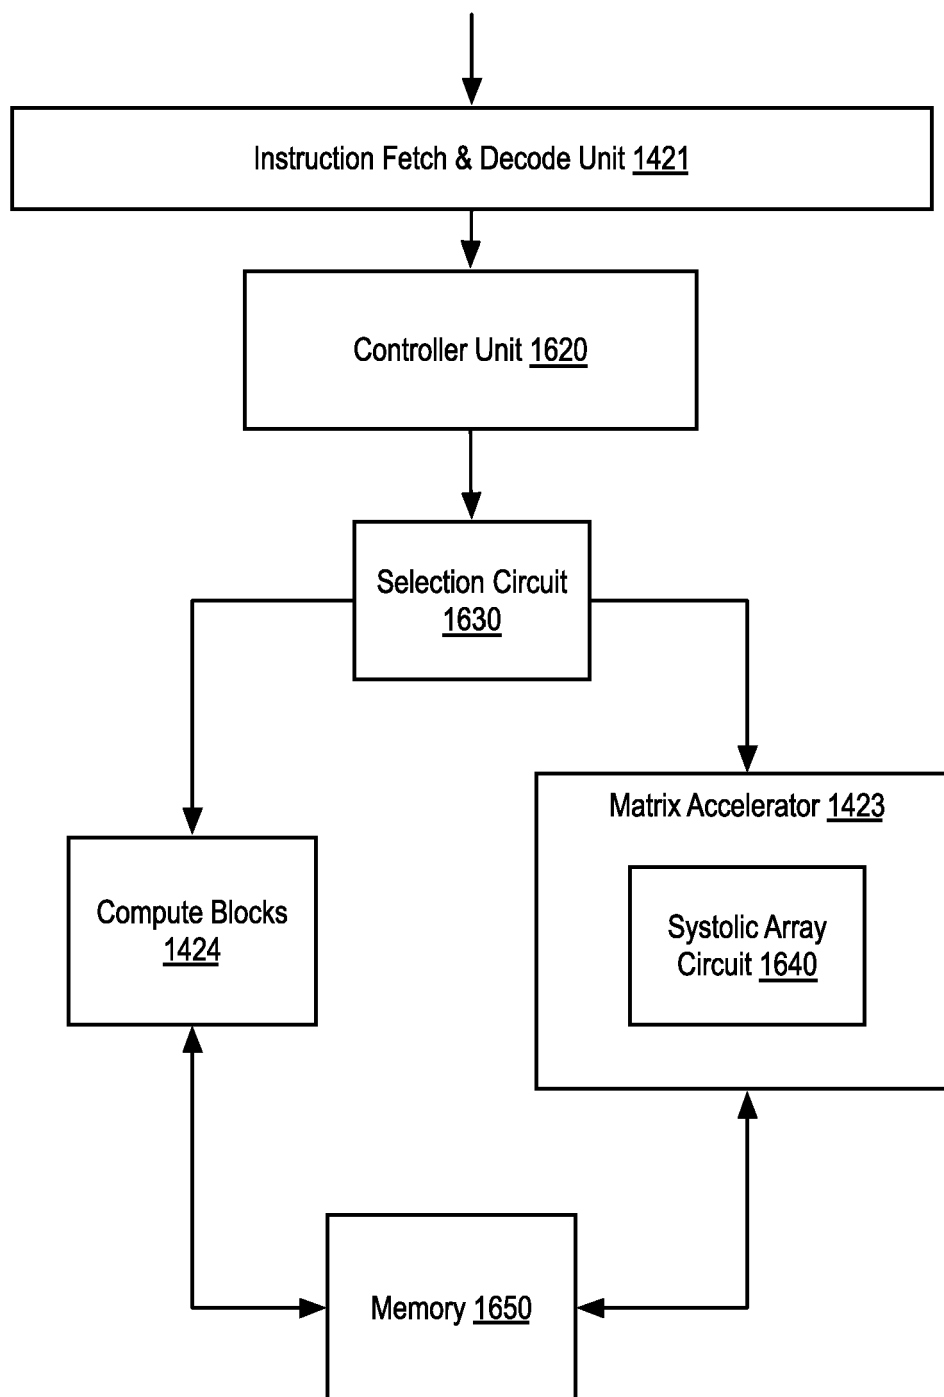 Instruction Fetch & Decode Unit 1421
Controller Unit 1620
Selection Circuit
1630
Matrix Accelerator 1423
Compute Blocks
1424
Systolic Array
Circuit 1640
Memory 1650